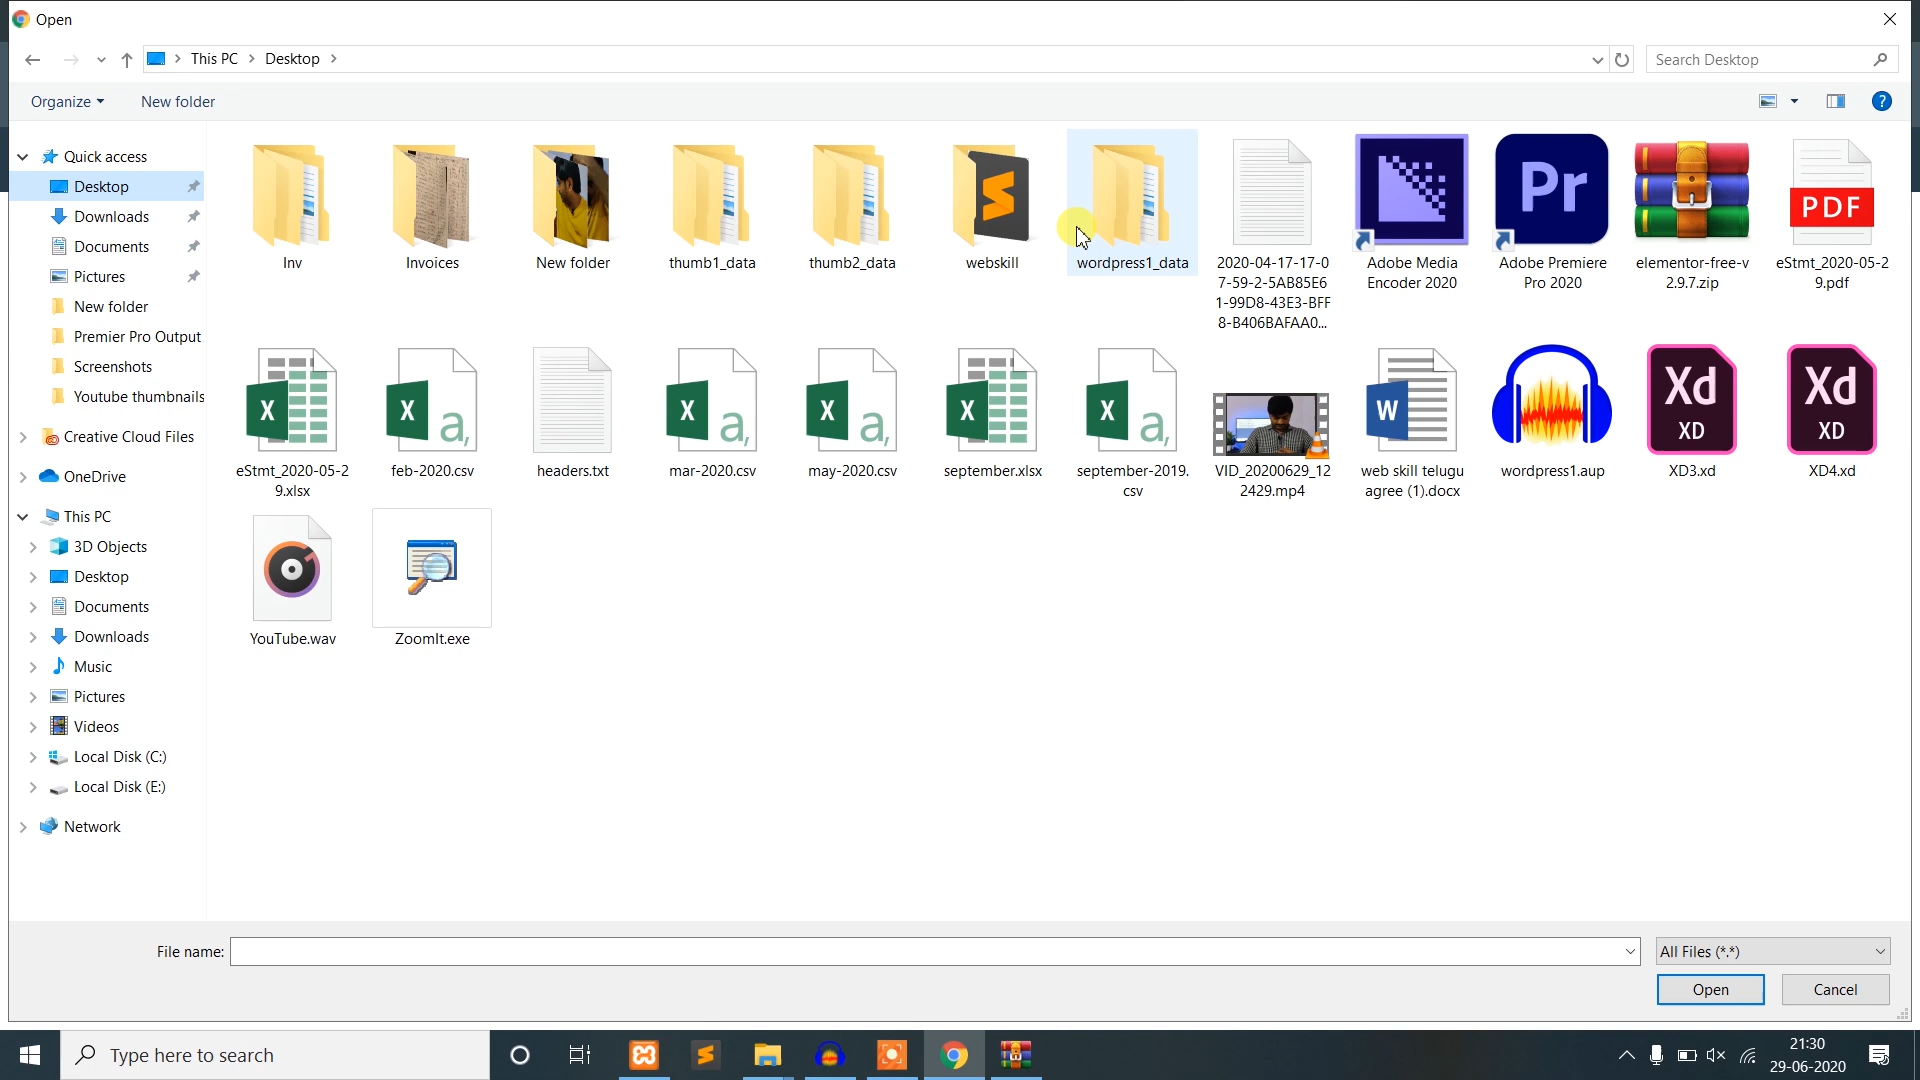 Open
This PC
Desktop
Search Desktop
Organize
New folder
Quick access
Desktop
Downloads
Documents
Pictures
New folder
Premier Pro Output
Screenshots
Youtube thumbnails
Creative Cloud Files
OneDrive
This PC
3D Objects
Desktop
Documents
Downloads
Music
Pictures
Videos
Local Disk (C:)
Local Disk (E:)
Network
Inv
Invoices
New folder
thumb1_data
thumb2_data
webskill
wordpress1_data
2020-04-17-17-0
7-59-2-5AB85E6
1-99D8-43E3-BFF
8-B406BAFAA0...
Adobe Media
Encoder 2020
Pr
Adobe Premiere
Pro 2020
elementor-free-v
2.9.7.zip
PDF
eStmt_2020-05-2
9.pdf
X
eStmt_2020-05-2
9.xlsx
X a,
feb-2020.csv
headers.txt
X a,
mar-2020.csv
X a,
may-2020.csv
X
september.xlsx
X a,
september-2019.
csv
VID_20200629_12
2429.mp4
W
web skill telugu
agree (1).docx
wordpress1.aup
Xd
XD
XD3.xd
Xd
XD
XD4.xd
YouTube.wav
ZoomIt.exe
File name:
All Files (*.*)
Open
Cancel
Type here to search
21:30
29-06-2020